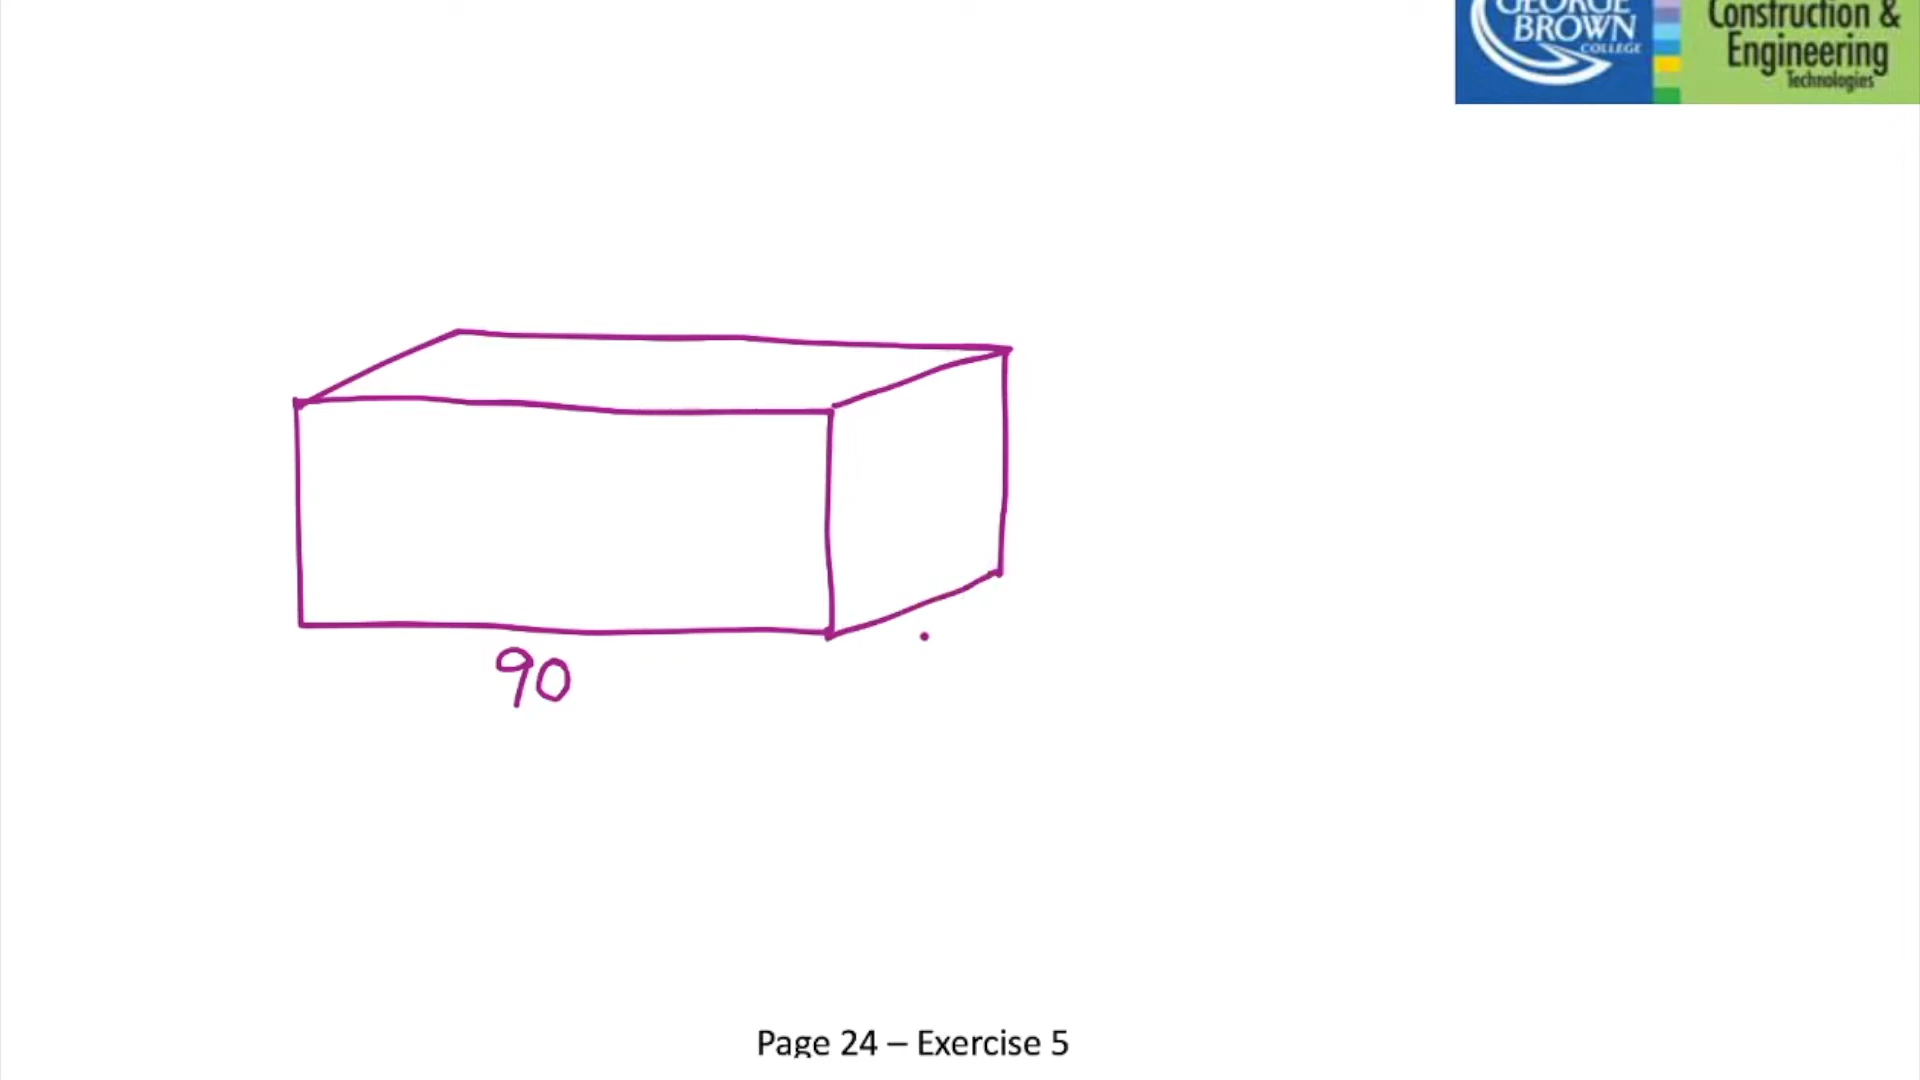 GEORGE
BROWN
COLLEGE
Construction &
Engineering
Technologies
90
Page 24 – Exercise 5